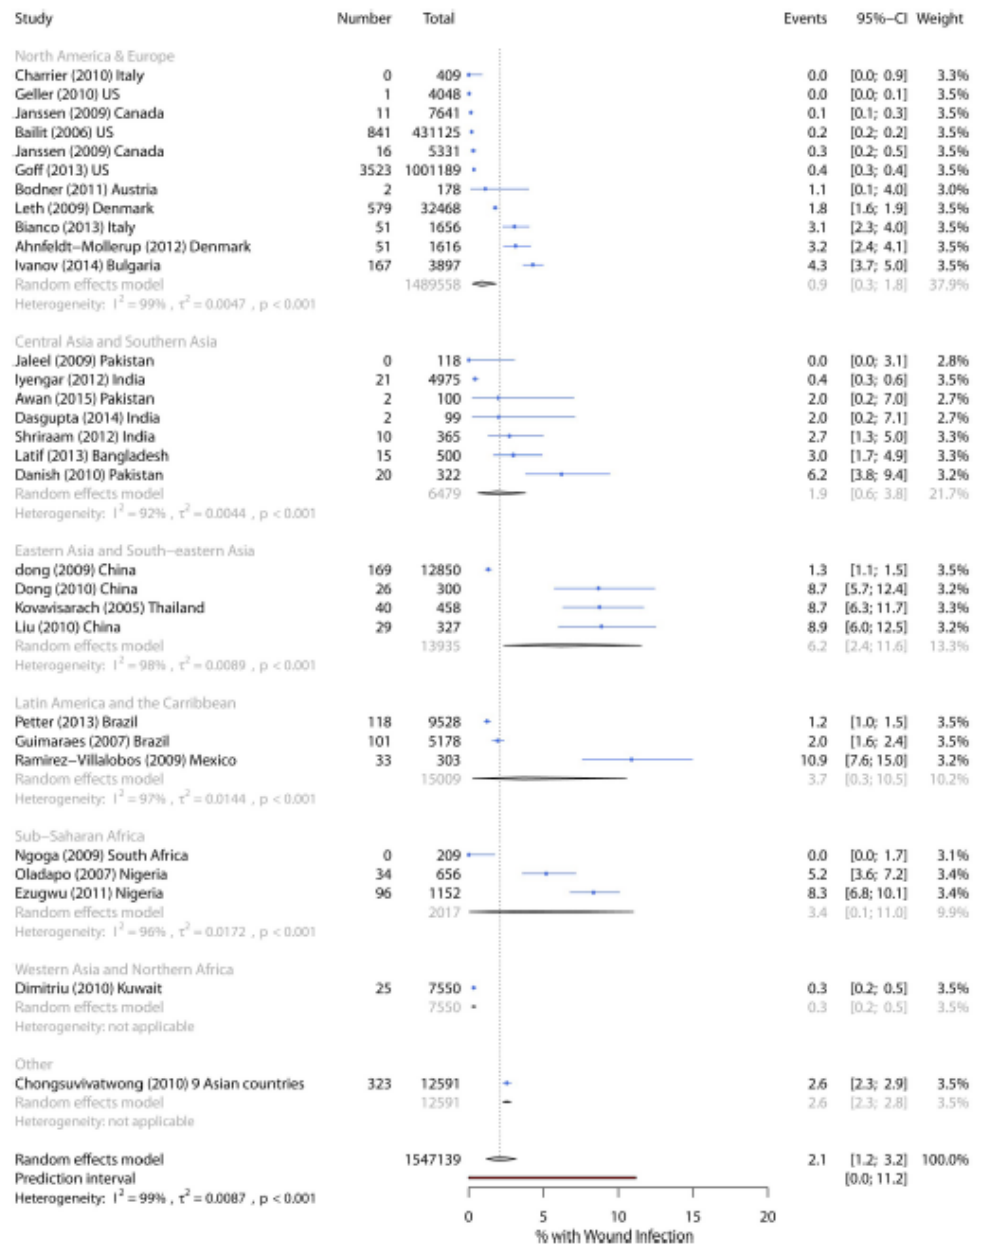 Study Number Total Events 95%−CI Weight
North America & Europe
Charrier (2010) Italy 0 409 0.0 [0.0; 0.9] 3.3%
Geller (2010) US 1 4048 0.0 [0.0; 0.1] 3.5%
Janssen (2009) Canada 11 7641 0.1 [0.1; 0.3] 3.5%
Bailit (2006) US 841 431125 0.2 [0.2; 0.2] 3.5%
Janssen (2009) Canada 16 5331 0.3 [0.2; 0.5] 3.5%
Goff (2013) US 3523 1001189 0.4 [0.3; 0.4] 3.5%
Bodner (2011) Austria 2 178 1.1 [0.1; 4.0] 3.0%
Leth (2009) Denmark 579 32468 1.8 [1.6; 1.9] 3.5%
Bianco (2013) Italy 51 1656 3.1 [2.3; 4.0] 3.5%
Ahnfeldt−Mollerup (2012) Denmark 51 1616 3.2 [2.4; 4.1] 3.5%
Ivanov (2014) Bulgaria 167 3897 4.3 [3.7; 5.0] 3.5%
Random effects model 1489558 0.9 [0.3; 1.8] 37.9%
Heterogeneity: I² = 99% , τ² = 0.0047 , p < 0.001
Central Asia and Southern Asia
Jaleel (2009) Pakistan 0 118 0.0 [0.0; 3.1] 2.8%
Iyengar (2012) India 21 4975 0.4 [0.3; 0.6] 3.5%
Awan (2015) Pakistan 2 100 2.0 [0.2; 7.0] 2.7%
Dasgupta (2014) India 2 99 2.0 [0.2; 7.1] 2.7%
Shriraam (2012) India 10 365 2.7 [1.3; 5.0] 3.3%
Latif (2013) Bangladesh 15 500 3.0 [1.7; 4.9] 3.3%
Danish (2010) Pakistan 20 322 6.2 [3.8; 9.4] 3.2%
Random effects model 6479 1.9 [0.6; 3.8] 21.7%
Heterogeneity: I² = 92% , τ² = 0.0044 , p < 0.001
Eastern Asia and South−eastern Asia
dong (2009) China 169 12850 1.3 [1.1; 1.5] 3.5%
Dong (2010) China 26 300 8.7 [5.7; 12.4] 3.2%
Kovavisarach (2005) Thailand 40 458 8.7 [6.3; 11.7] 3.3%
Liu (2010) China 29 327 8.9 [6.0; 12.5] 3.2%
Random effects model 13935 6.2 [2.4; 11.6] 13.3%
Heterogeneity: I² = 98% , τ² = 0.0089 , p < 0.001
Latin America and the Carribbean
Petter (2013) Brazil 118 9528 1.2 [1.0; 1.5] 3.5%
Guimaraes (2007) Brazil 101 5178 2.0 [1.6; 2.4] 3.5%
Ramirez−Villalobos (2009) Mexico 33 303 10.9 [7.6; 15.0] 3.2%
Random effects model 15009 3.7 [0.3; 10.5] 10.2%
Heterogeneity: I² = 97% , τ² = 0.0144 , p < 0.001
Sub−Saharan Africa
Ngoga (2009) South Africa 0 209 0.0 [0.0; 1.7] 3.1%
Oladapo (2007) Nigeria 34 656 5.2 [3.6; 7.2] 3.4%
Ezugwu (2011) Nigeria 96 1152 8.3 [6.8; 10.1] 3.4%
Random effects model 2017 3.4 [0.1; 11.0] 9.9%
Heterogeneity: I² = 96% , τ² = 0.0172 , p < 0.001
Western Asia and Northern Africa
Dimitriu (2010) Kuwait 25 7550 0.3 [0.2; 0.5] 3.5%
Random effects model 7550 0.3 [0.2; 0.5] 3.5%
Heterogeneity: not applicable
Other
Chongsuvivatwong (2010) 9 Asian countries 323 12591 2.6 [2.3; 2.9] 3.5%
Random effects model 12591 2.6 [2.3; 2.8] 3.5%
Heterogeneity: not applicable
Random effects model 1547139 2.1 [1.2; 3.2] 100.0%
Prediction interval [0.0; 11.2]
Heterogeneity: I² = 99% , τ² = 0.0087 , p < 0.001
0 5 10 15 20
% with Wound Infection